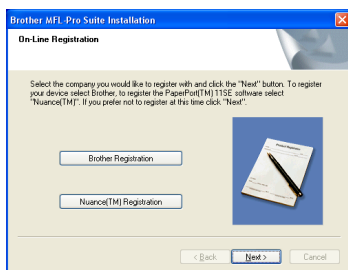 Brother MFL-Pro Suite Installation
On-Line Registration
Select the company you would like to register with and click the "Next" button. To register
your device select Brother, to register the PaperPort(TM) 11SE software select
"Nuance(TM)". If you prefer not to register at this time click "Next".
Brother Registration
Nuance(TM) Registration
Product Registration
< Back
Next >
Cancel